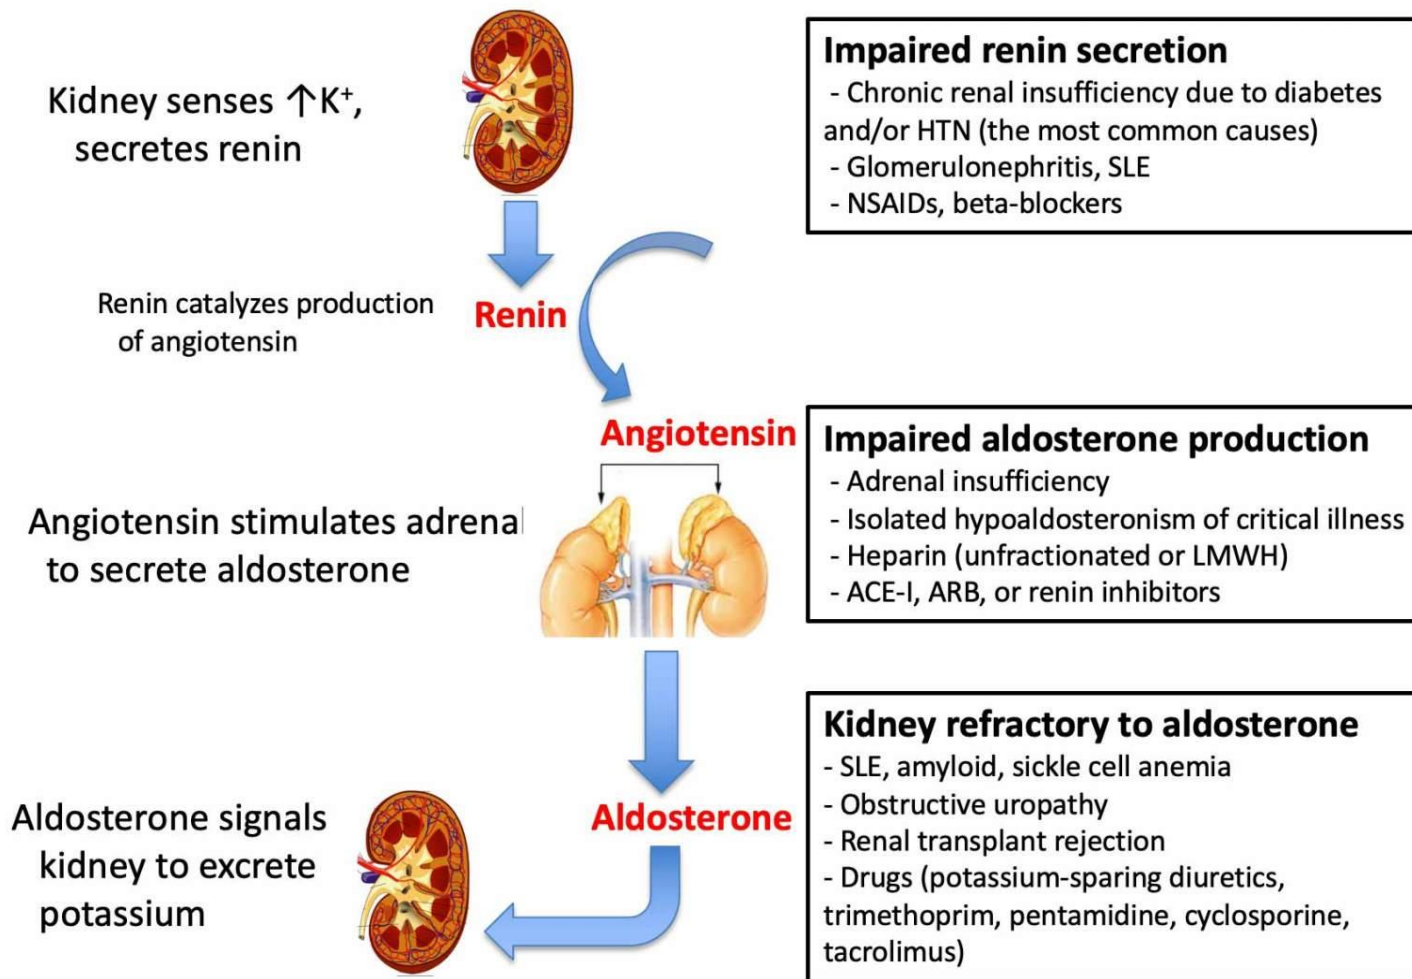 Kidney senses ↑K⁺,
secretes renin
Impaired renin secretion
- Chronic renal insufficiency due to diabetes
and/or HTN (the most common causes)
- Glomerulonephritis, SLE
- NSAIDs, beta-blockers
Renin catalyzes production
of angiotensin
Renin
Angiotensin
Angiotensin stimulates adrenal
to secrete aldosterone
Impaired aldosterone production
- Adrenal insufficiency
- Isolated hypoaldosteronism of critical illness
- Heparin (unfractionated or LMWH)
- ACE-I, ARB, or renin inhibitors
Aldosterone signals
kidney to excrete
potassium
Aldosterone
Kidney refractory to aldosterone
- SLE, amyloid, sickle cell anemia
- Obstructive uropathy
- Renal transplant rejection
- Drugs (potassium-sparing diuretics,
trimethoprim, pentamidine, cyclosporine,
tacrolimus)